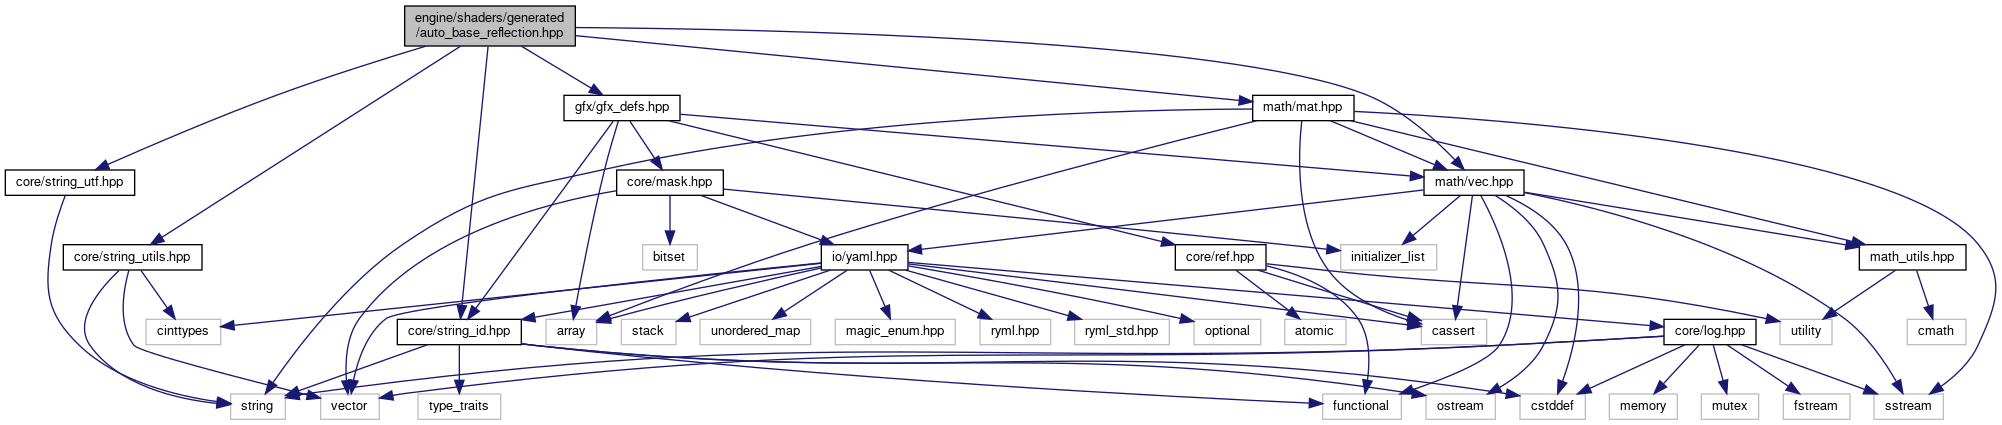 engine/shaders/generated
/auto_base_reflection.hpp
gfx/gfx_defs.hpp
math/mat.hpp
core/string_utf.hpp
core/mask.hpp
math/vec.hpp
core/string_utils.hpp
bitset
io/yaml.hpp
core/ref.hpp
initializer_list
math_utils.hpp
cinttypes
core/string_id.hpp
array
stack
unordered_map
magic_enum.hpp
ryml.hpp
ryml_std.hpp
optional
atomic
cassert
core/log.hpp
utility
cmath
string
vector
type_traits
functional
ostream
cstddef
memory
mutex
fstream
sstream